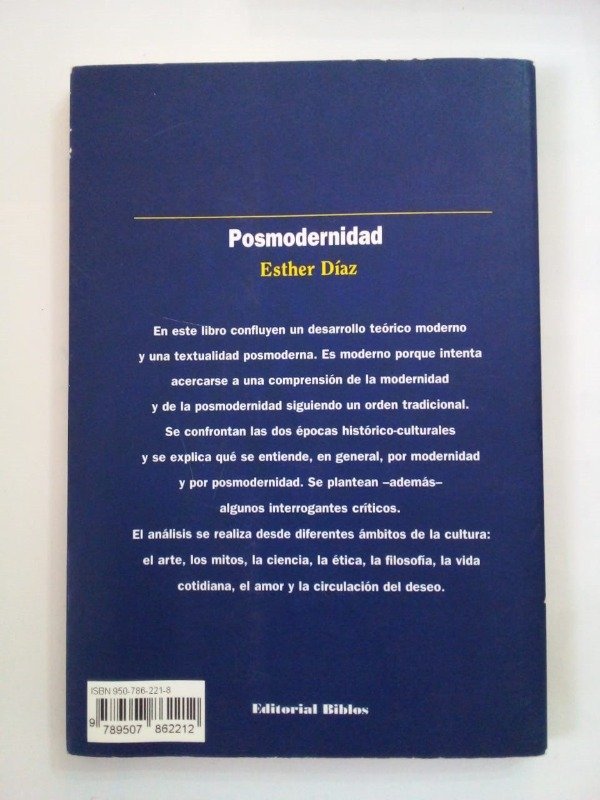 Posmodernidad
Esther Díaz
En este libro confluyen un desarrollo teórico moderno
y una textualidad posmoderna. Es moderno porque intenta
acercarse a una comprensión de la modernidad
y de la posmodernidad siguiendo un orden tradicional.
Se confrontan las dos épocas histórico-culturales
y se explica qué se entiende, en general, por modernidad
y por posmodernidad. Se plantean –además–
algunos interrogantes críticos.
El análisis se realiza desde diferentes ámbitos de la cultura:
el arte, los mitos, la ciencia, la ética, la filosofía, la vida
cotidiana, el amor y la circulación del deseo.
ISBN 950-786-221-8
9 789507 862212
Editorial Biblos